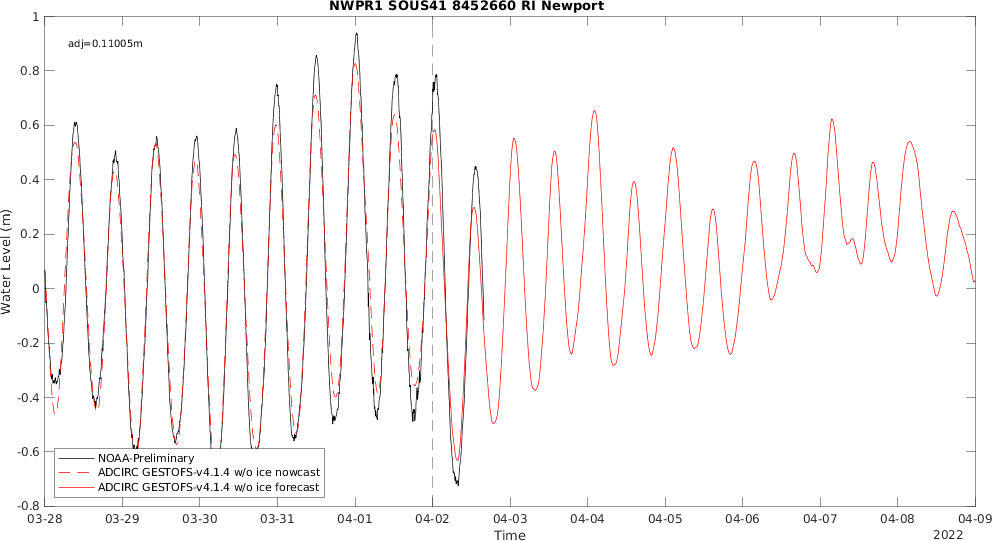 NWPR1 SOUS41 8452660 RI Newport
adj=0.11005m
Water Level (m)
1
0.8
0.6
0.4
0.2
0
-0.2
-0.4
-0.6
-0.8
NOAA-Preliminary
ADCIRC GESTOFS-v4.1.4 w/o ice nowcast
ADCIRC GESTOFS-v4.1.4 w/o ice forecast
03-28 03-29 03-30 03-31 04-01 04-02 04-03 04-04 04-05 04-06 04-07 04-08 04-09
Time
2022